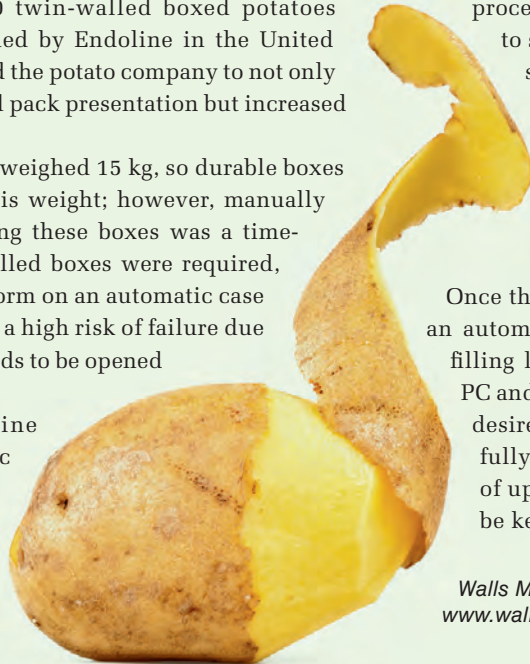 0 twin-walled boxed potatoes
ed by Endoline in the United
d the potato company to not only
l pack presentation but increased
weighed 15 kg, so durable boxes
is weight; however, manually
ng these boxes was a time-
lled boxes were required,
orm on an automatic case
a high risk of failure due
ds to be opened
ine
c
proce
to s
s
Once th
an autom
filling l
PC and
desire
fully
of up
be ke
Walls M
www.wall